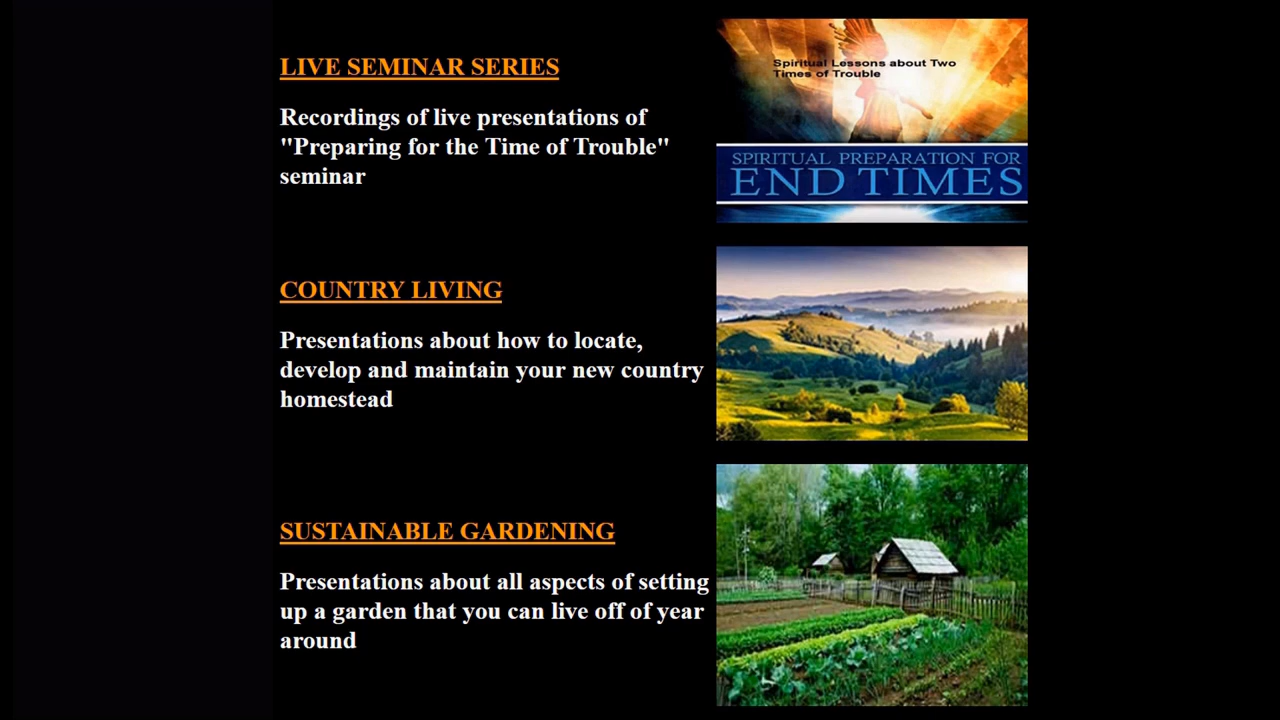 LIVE SEMINAR SERIES
Recordings of live presentations of
"Preparing for the Time of Trouble"
seminar
Spiritual Lessons about Two
Times of Trouble
SPIRITUAL PREPARATION FOR
END TIMES
COUNTRY LIVING
Presentations about how to locate,
develop and maintain your new country
homestead
SUSTAINABLE GARDENING
Presentations about all aspects of setting
up a garden that you can live off of year
around